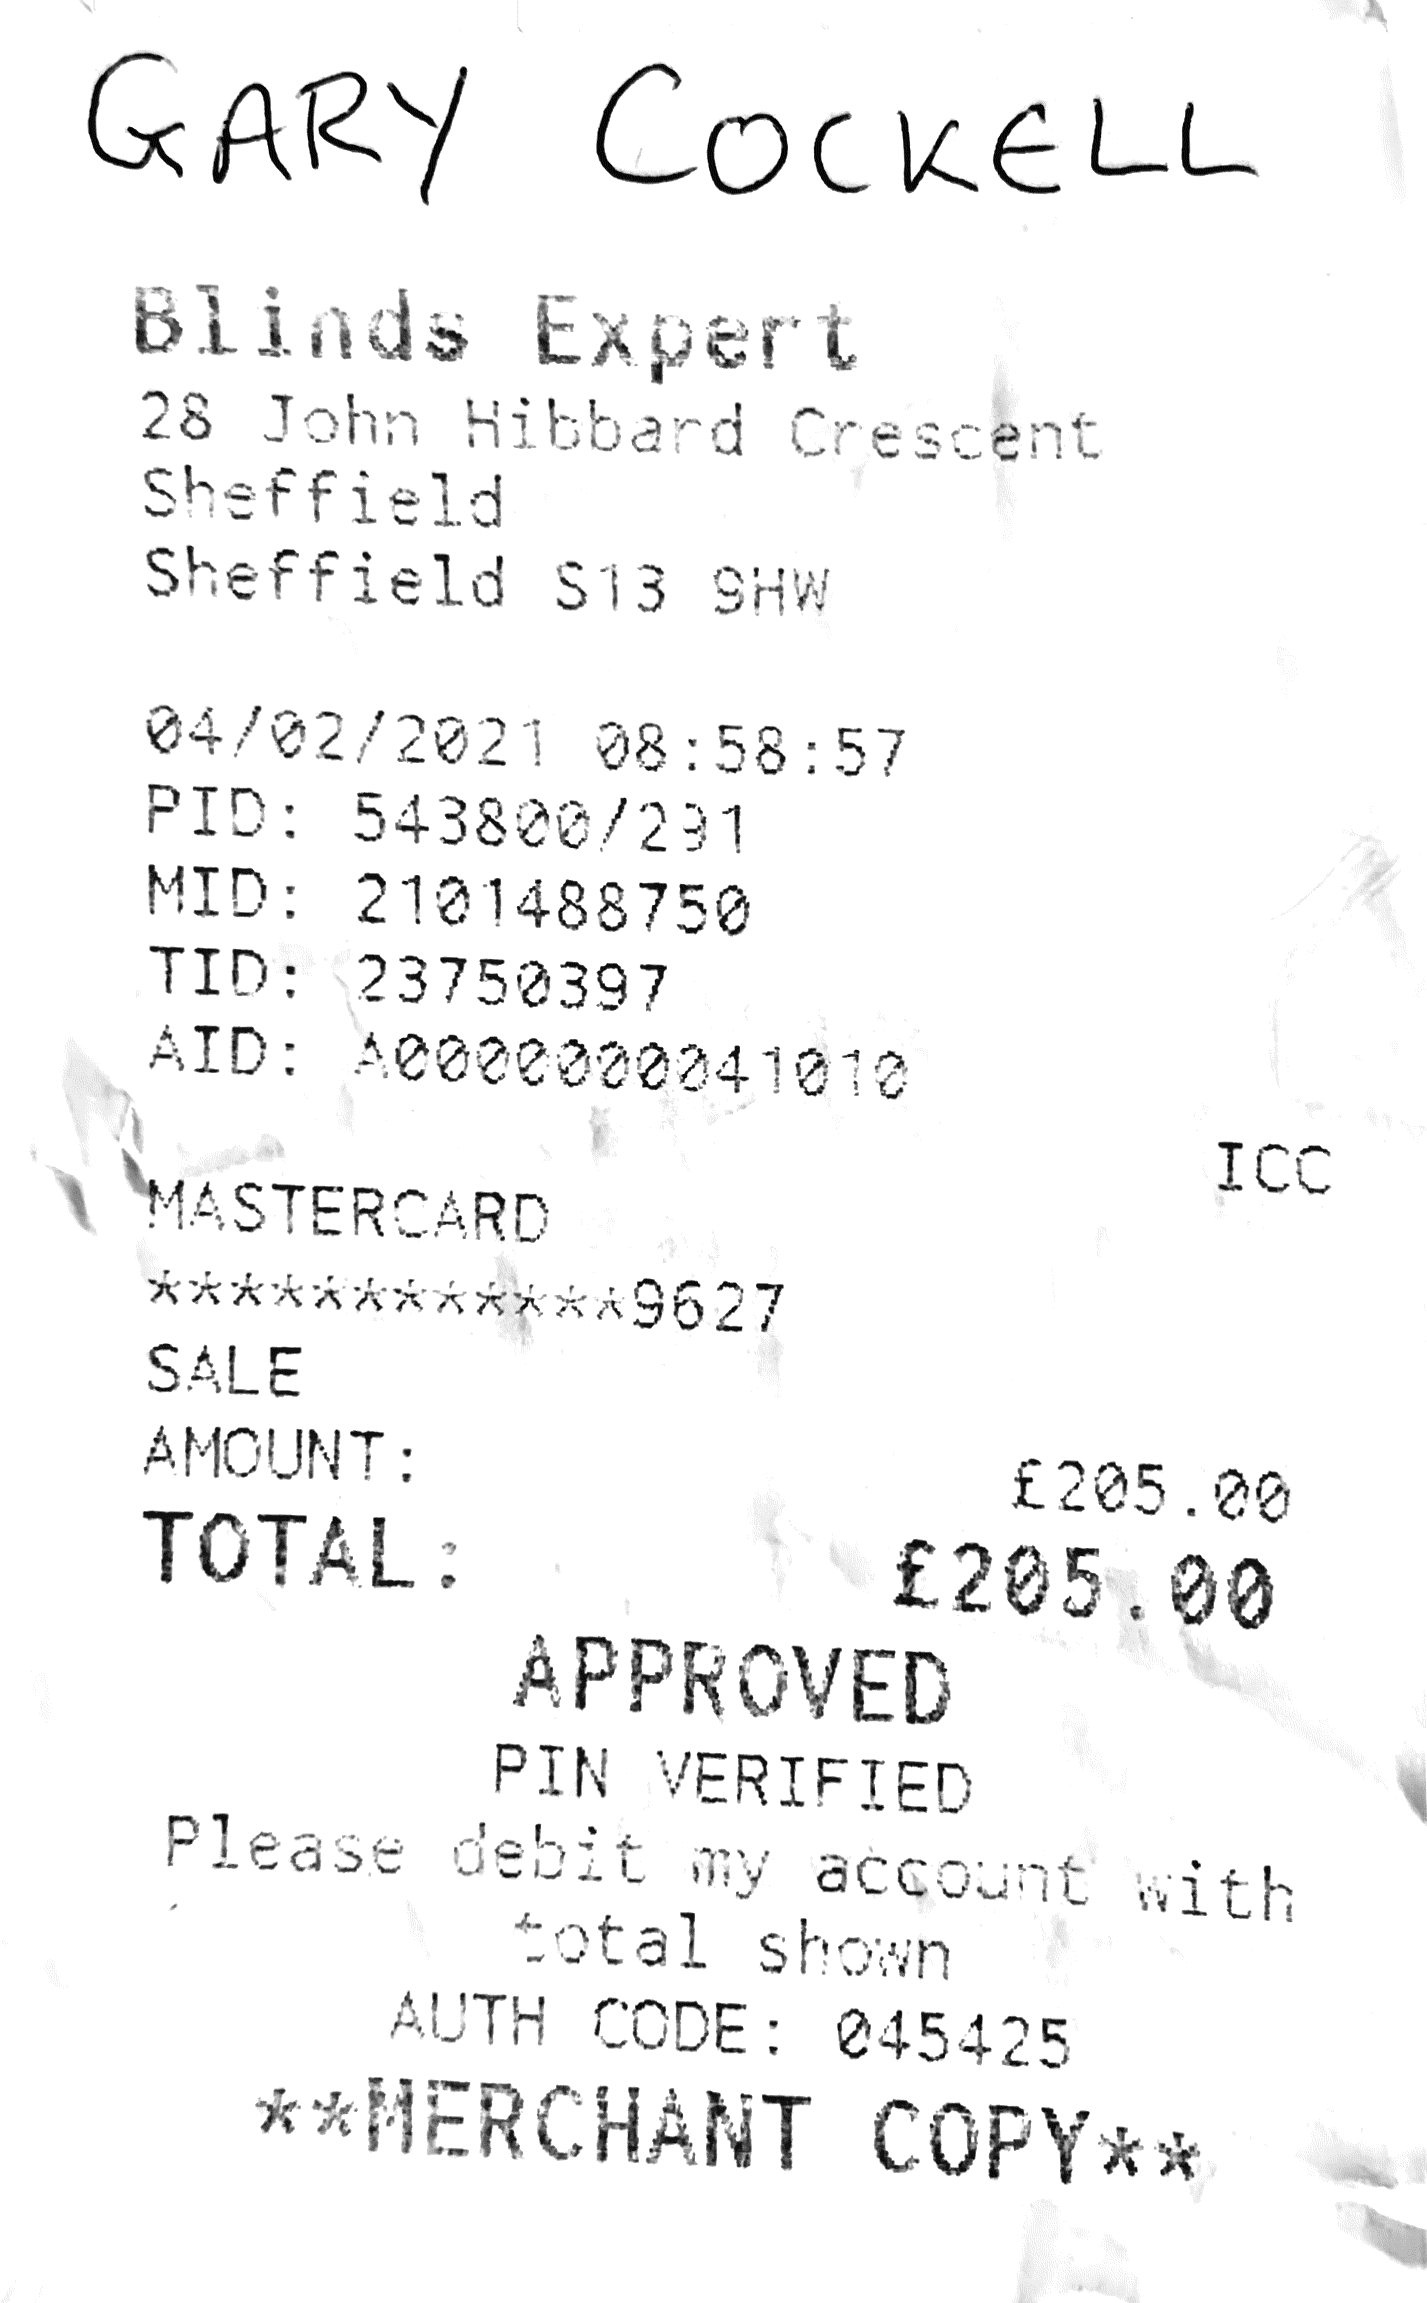 GARY COCKELL
Blinds Expert
28 John Hibbard Crescent
Sheffield
Sheffield S13 9HW
04/02/2021 08:58:57
PID: 543800/291
MID: 2101488750
TID: 23750397
AID: A0000000041010
ICC
MASTERCARD
************9627
SALE
AMOUNT: £205.00
TOTAL: £205.00
APPROVED
PIN VERIFIED
Please debit my account with
total shown
AUTH CODE: 045425
**MERCHANT COPY**